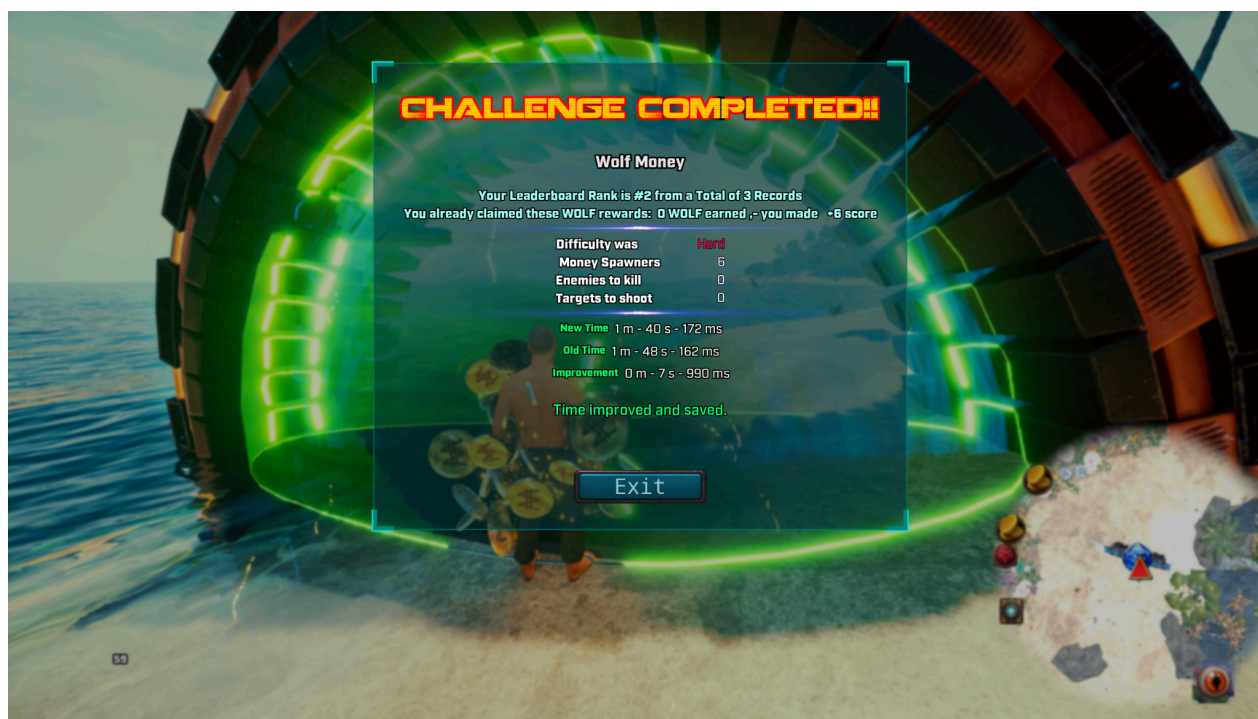 CHALLENGE COMPLETED!!
Wolf Money
Your Leaderboard Rank is #2 from a Total of 3 Records
You already claimed these WOLF rewards: 0 WOLF earned ,- you made +6 score
Difficulty was Hard
Money Spawners 6
Enemies to kill 0
Targets to shoot 0
New Time 1 m - 40 s - 172 ms
Old Time 1 m - 48 s - 162 ms
Improvement 0 m - 7 s - 990 ms
Time improved and saved.
Exit
59